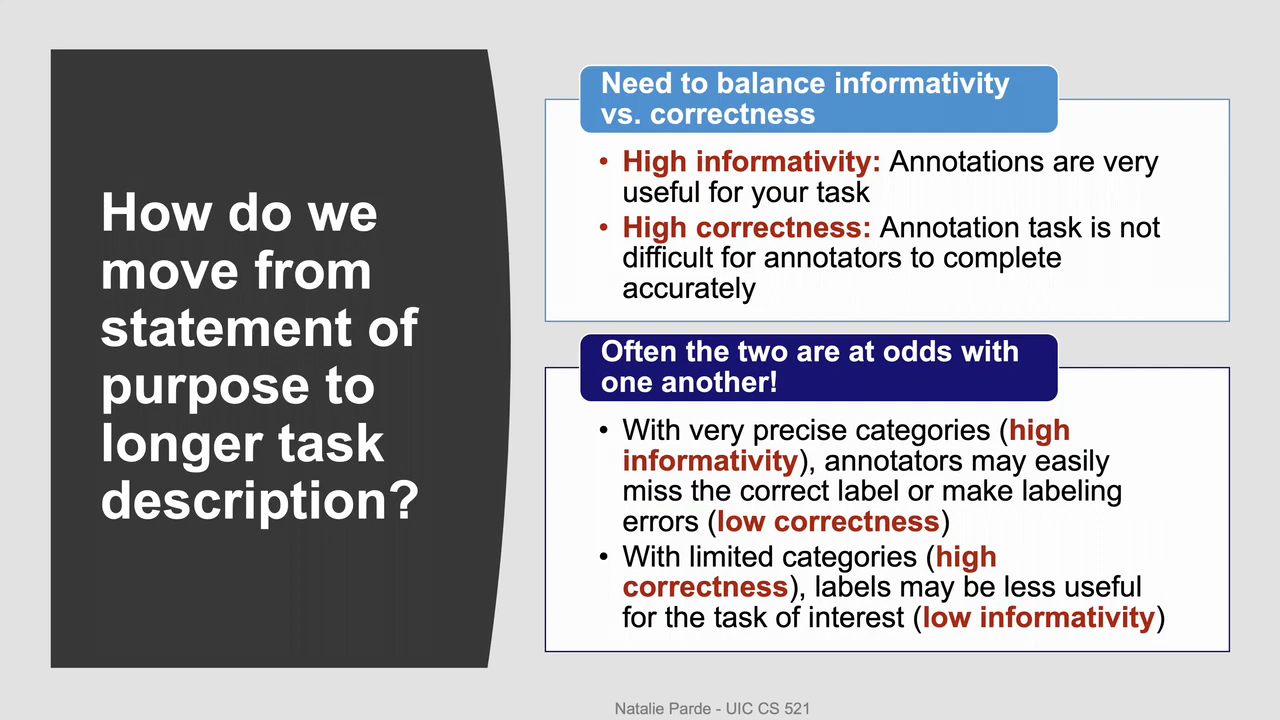 How do we
move from
statement of
purpose to
longer task
description?
Need to balance informativity
vs. correctness
• High informativity: Annotations are very
useful for your task
• High correctness: Annotation task is not
difficult for annotators to complete
accurately
Often the two are at odds with
one another!
• With very precise categories (high
informativity), annotators may easily
miss the correct label or make labeling
errors (low correctness)
• With limited categories (high
correctness), labels may be less useful
for the task of interest (low informativity)
Natalie Parde - UIC CS 521